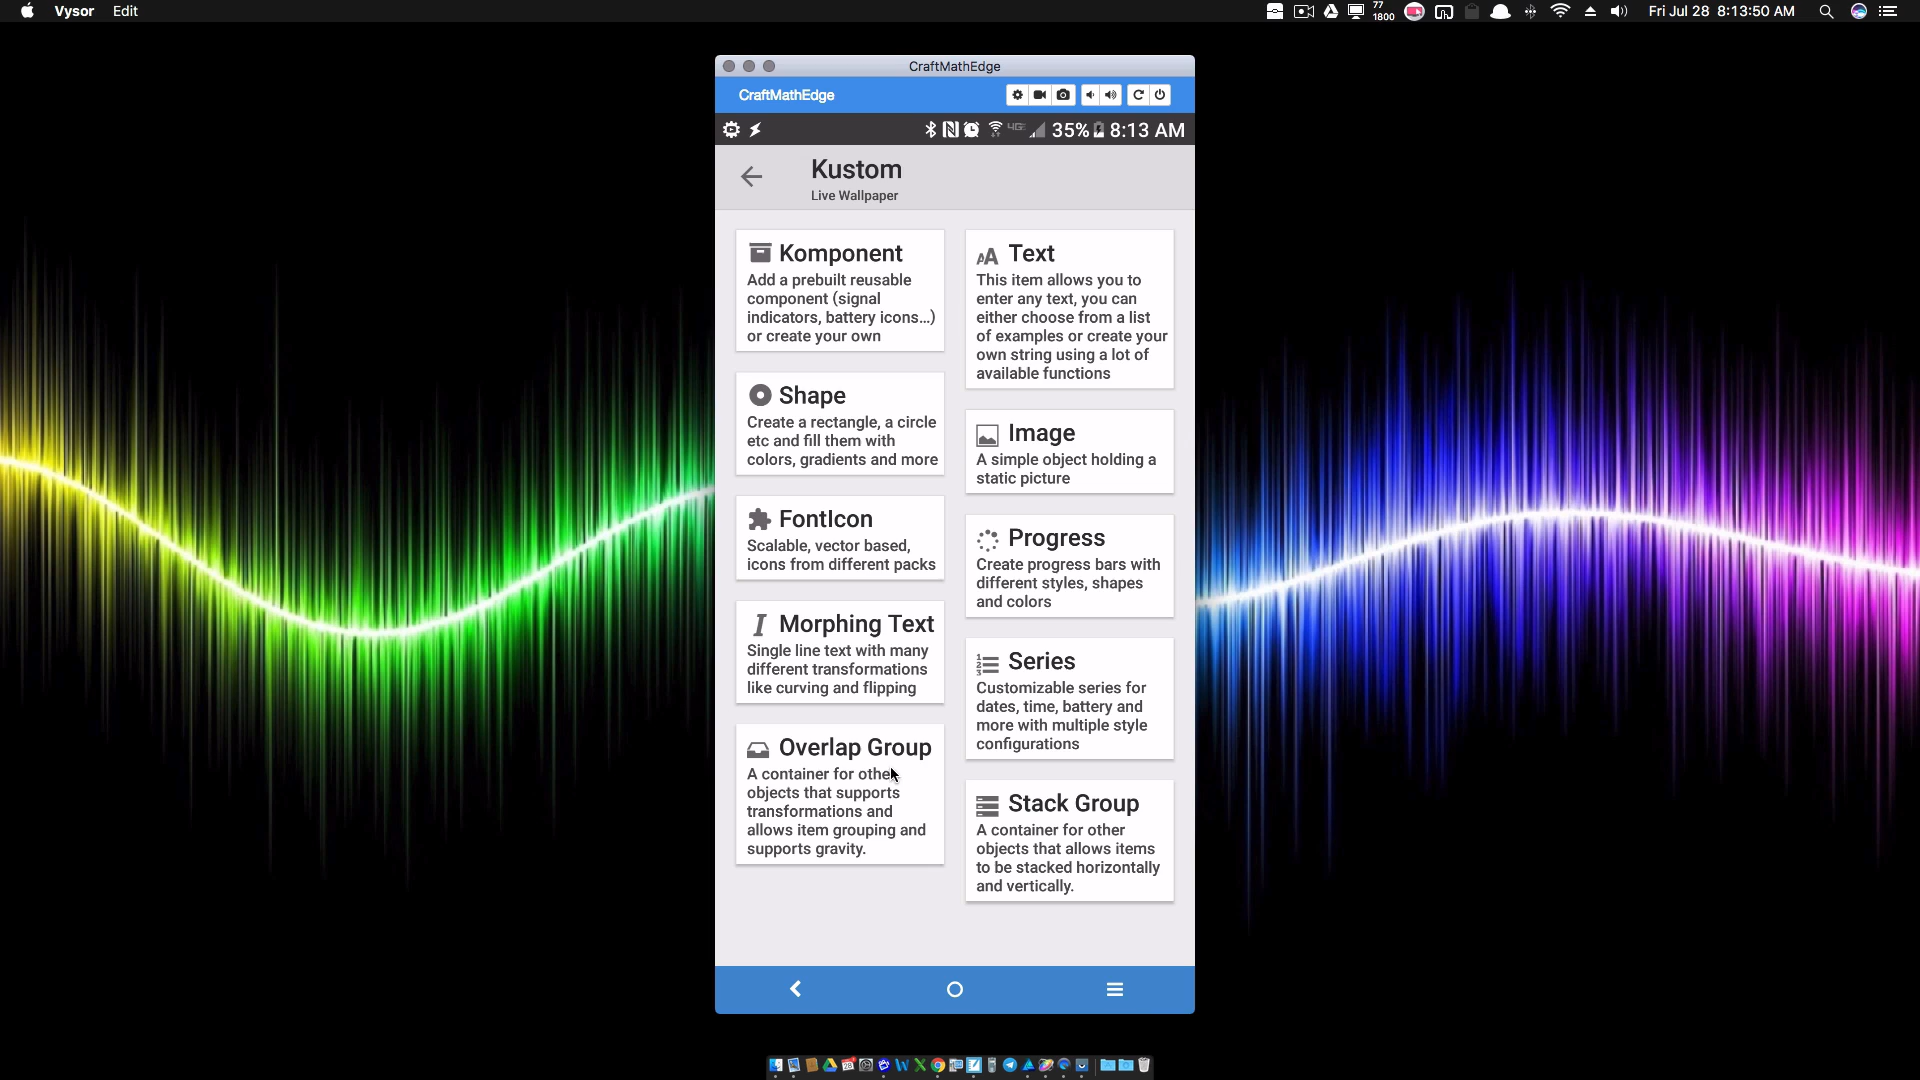 Vysor Edit
77
1800
Fri Jul 28 8:13:50 AM
CraftMathEdge
CraftMathEdge
4G
35% 8:13 AM
Kustom
Live Wallpaper
Komponent
Add a prebuilt reusable
component (signal
indicators, battery icons...)
or create your own
Shape
Create a rectangle, a circle
etc and fill them with
colors, gradients and more
FontIcon
Scalable, vector based,
icons from different packs
Morphing Text
Single line text with many
different transformations
like curving and flipping
Overlap Group
A container for other
objects that supports
transformations and
allows item grouping and
supports gravity.
Text
This item allows you to
enter any text, you can
either choose from a list
of examples or create your
own string using a lot of
available functions
Image
A simple object holding a
static picture
Progress
Create progress bars with
different styles, shapes
and colors
Series
Customizable series for
dates, time, battery and
more with multiple style
configurations
Stack Group
A container for other
objects that allows items
to be stacked horizontally
and vertically.